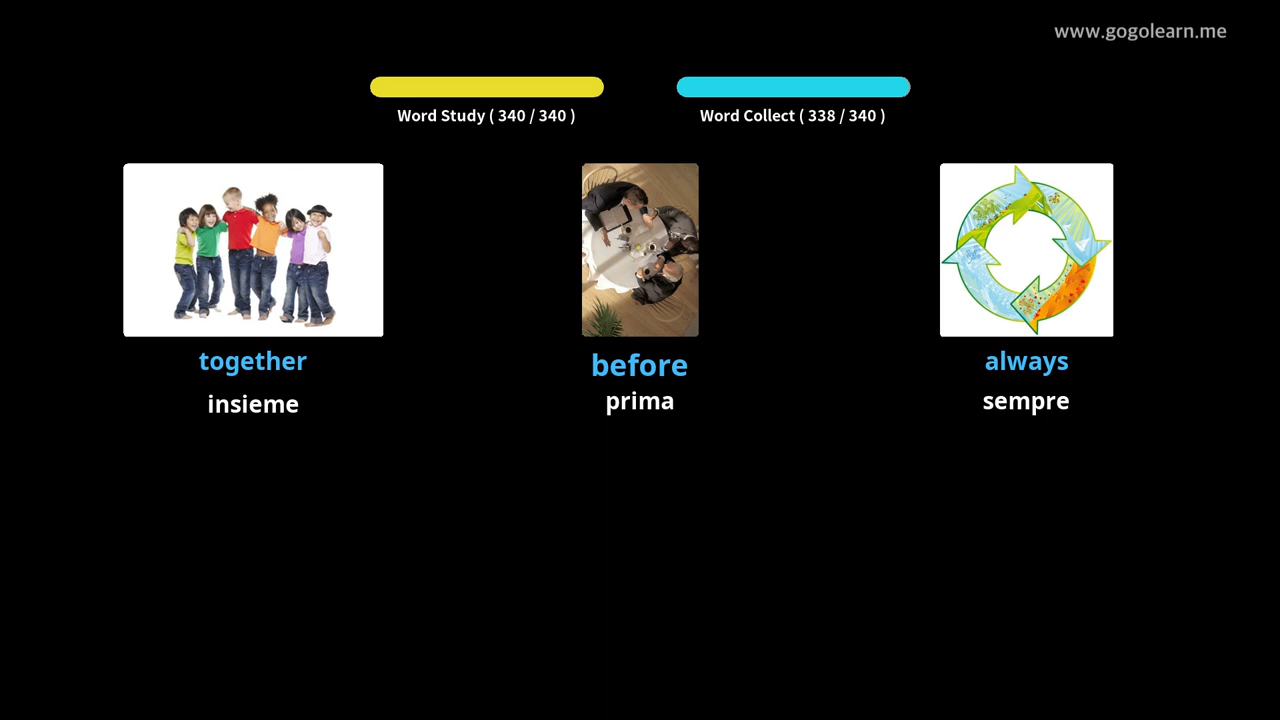 www.gogolearn.me
Word Study ( 340 / 340 )
Word Collect ( 338 / 340 )
together
insieme
before
prima
always
sempre